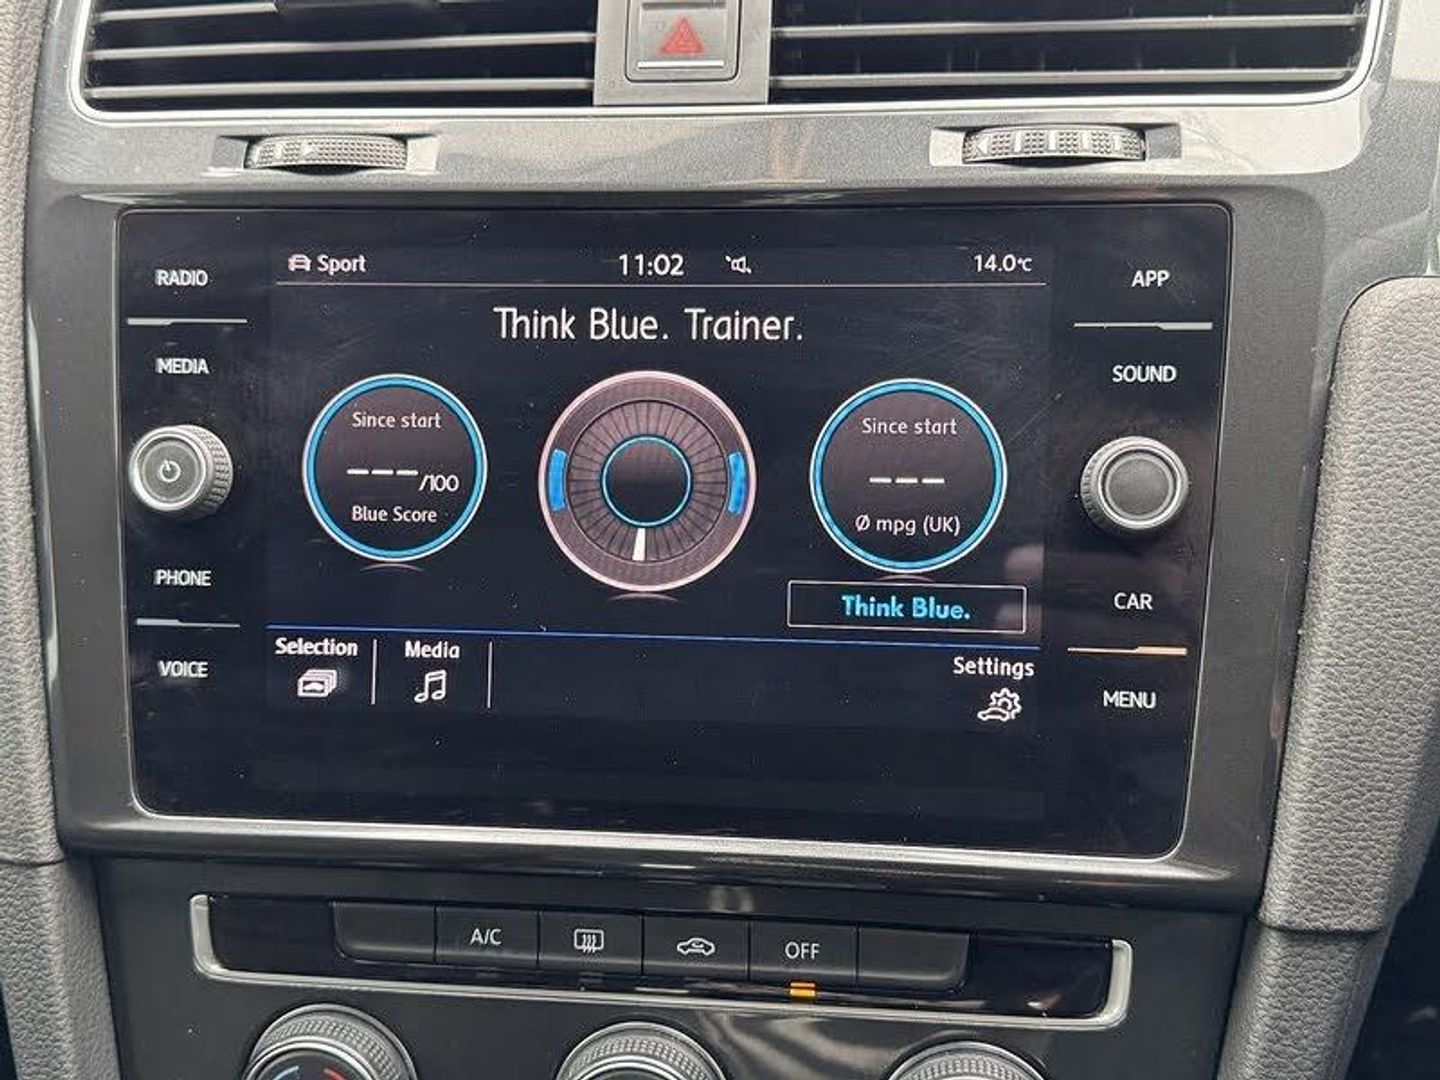 RADIO
MEDIA
PHONE
VOICE
Sport
11:02
14.0°C
Think Blue. Trainer.
Since start
---/100
Blue Score
Since start
---
Ø mpg (UK)
Think Blue.
Selection
Media
Settings
APP
SOUND
CAR
MENU
A/C
OFF